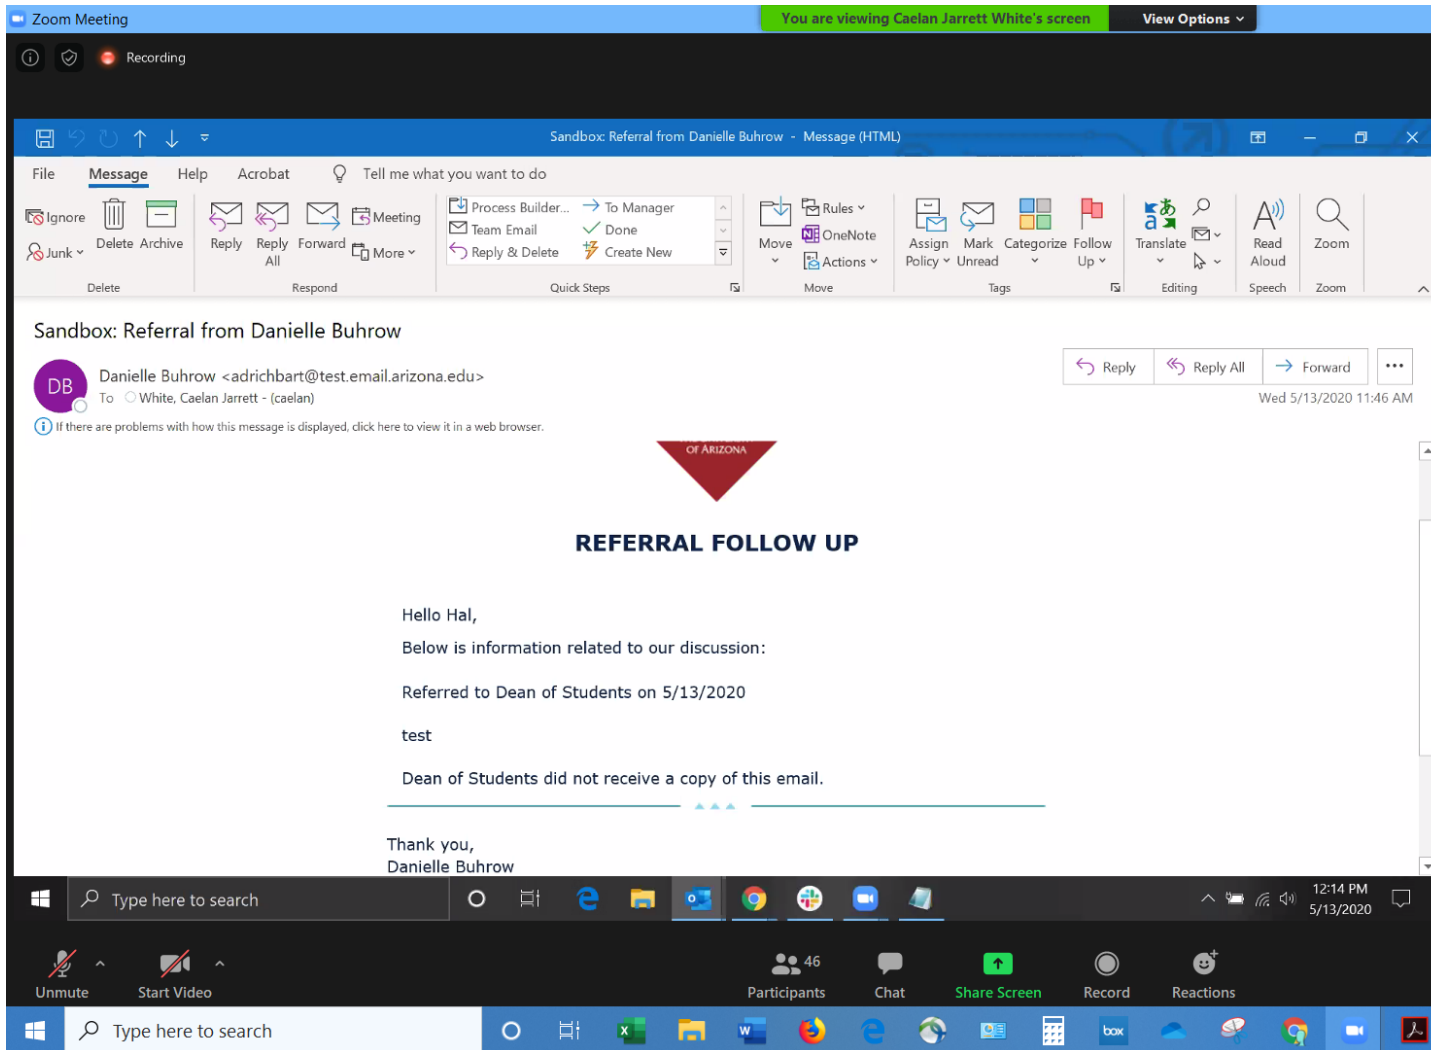 Zoom Meeting
You are viewing Caelan Jarrett White's screen
View Options
Recording
Sandbox: Referral from Danielle Buhrow - Message (HTML)
File Message Help Acrobat Tell me what you want to do
Ignore
Junk
Delete Archive
Reply Reply All Forward
Meeting
More
Process Builder... To Manager
Team Email Done
Reply & Delete Create New
Move
Rules
OneNote
Actions
Assign Policy
Mark Unread
Categorize
Follow Up
Translate
Read Aloud
Zoom
Delete Respond Quick Steps Move Tags Editing Speech Zoom
Sandbox: Referral from Danielle Buhrow
DB
Danielle Buhrow <adrichbart@test.email.arizona.edu>
To White, Caelan Jarrett - (caelan)
Reply Reply All Forward
Wed 5/13/2020 11:46 AM
If there are problems with how this message is displayed, click here to view it in a web browser.
OF ARIZONA
REFERRAL FOLLOW UP
Hello Hal,
Below is information related to our discussion:
Referred to Dean of Students on 5/13/2020
test
Dean of Students did not receive a copy of this email.
Thank you,
Danielle Buhrow
Type here to search
12:14 PM
5/13/2020
Unmute Start Video
46
Participants Chat Share Screen Record Reactions
Type here to search
box